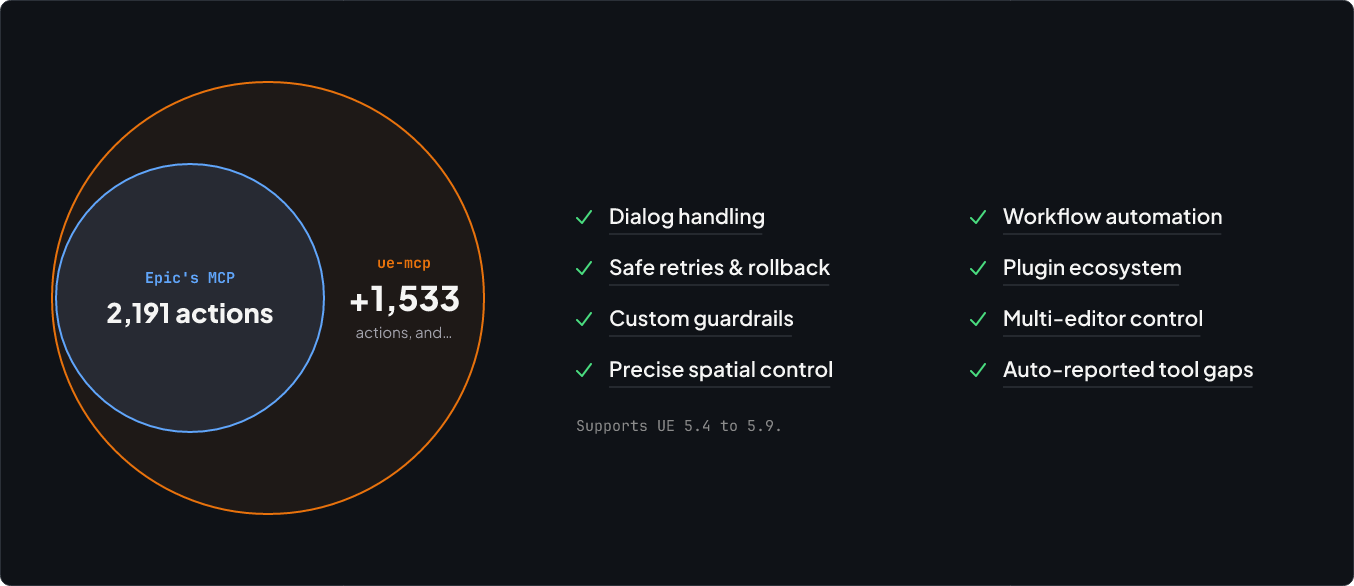 Epic's MCP
2,191 actions
ue-mcp
+1,533
actions, and...
Dialog handling
Safe retries & rollback
Custom guardrails
Precise spatial control
Workflow automation
Plugin ecosystem
Multi-editor control
Auto-reported tool gaps
Supports UE 5.4 to 5.9.